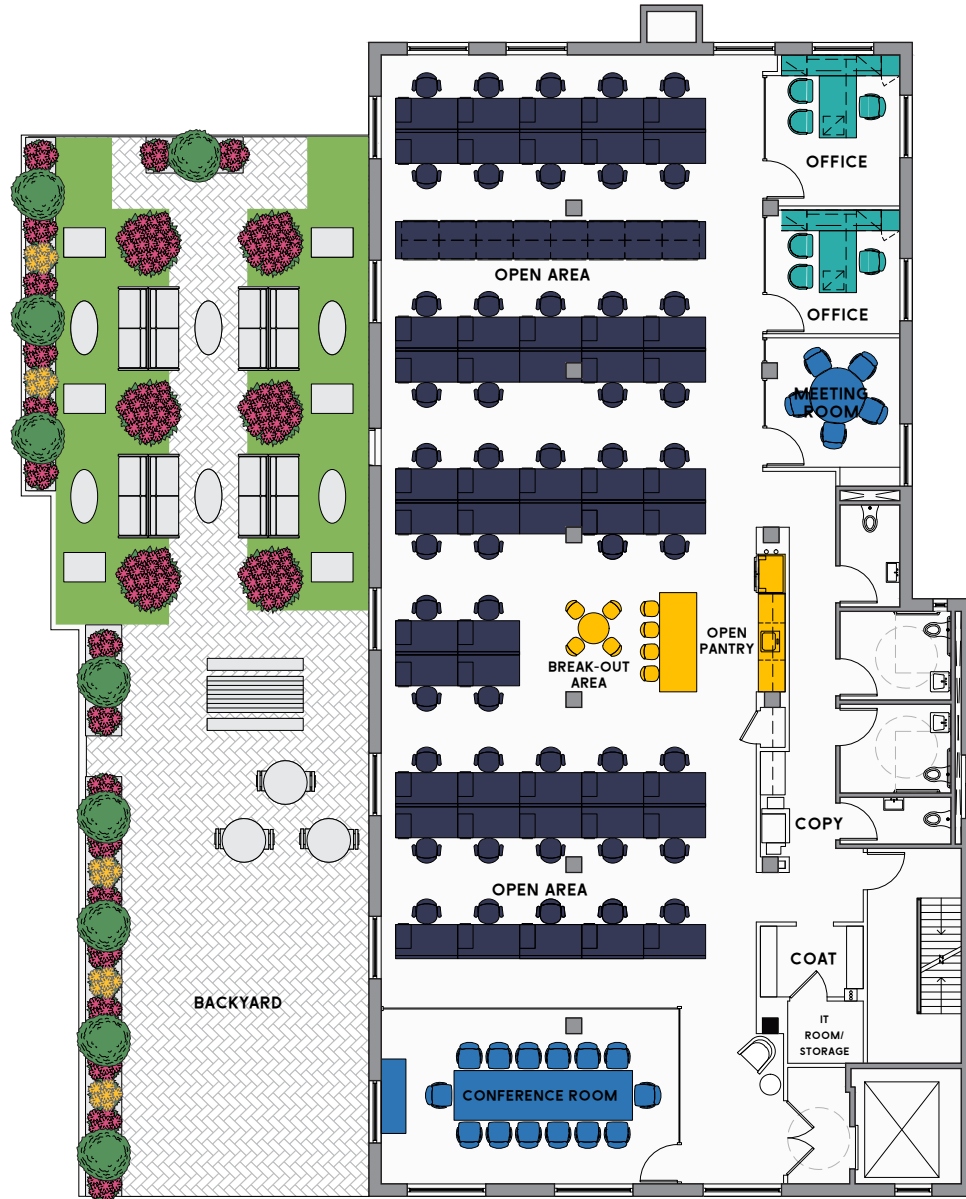 OFFICE
OPEN AREA
OFFICE
MEETING
ROOM
OPEN
PANTRY
BREAK-OUT
AREA
COPY
OPEN AREA
COAT
BACKYARD
IT
ROOM/
STORAGE
CONFERENCE ROOM